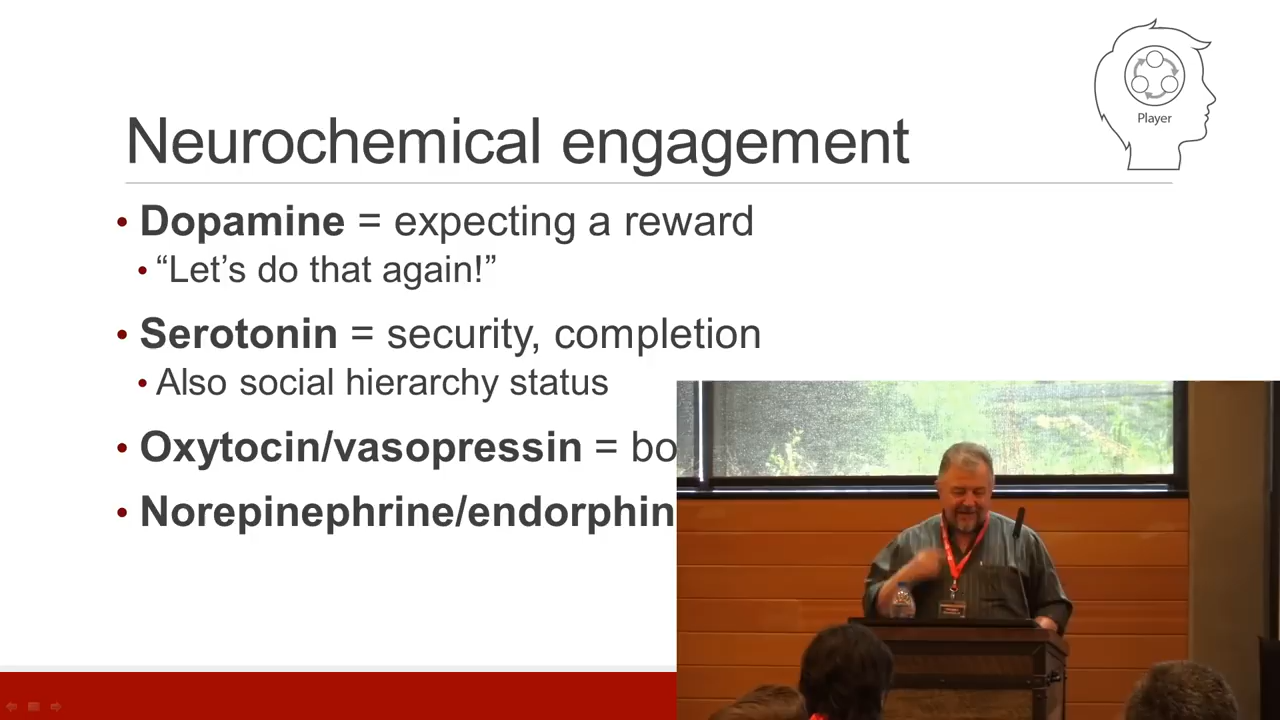 Player
Neurochemical engagement
• Dopamine = expecting a reward
• “Let’s do that again!”
• Serotonin = security, completion
• Also social hierarchy status
• Oxytocin/vasopressin = bo
• Norepinephrine/endorphin